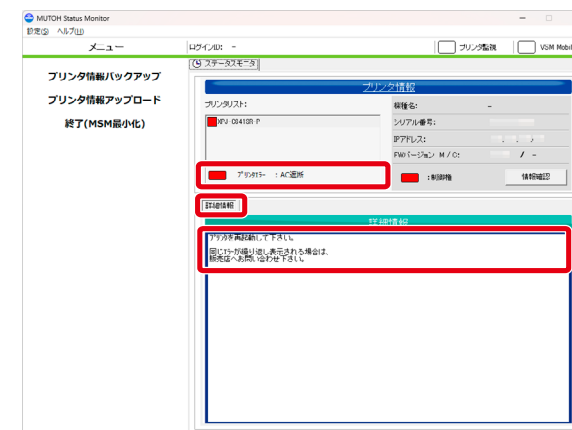 MUTOH Status Monitor
設定(S) ヘルプ(H)
メニュー
ログインID: -
プリンタ監視
VSM Mobil
ステータスモニタ
プリンタ情報バックアップ
プリンタ情報アップロード
終了(MSM最小化)
プリンタ情報
プリンタリスト:
XPJ-C641SR-P
プリンタエラー : AC遮断
機種名: -
シリアル番号:
IPアドレス:
FWバージョン M / C: / -
:制御権
情報確認
詳細情報
詳細情報
プリンタを再起動して下さい。
同じエラーが繰り返し表示される場合は、
販売店へお問い合わせ下さい。